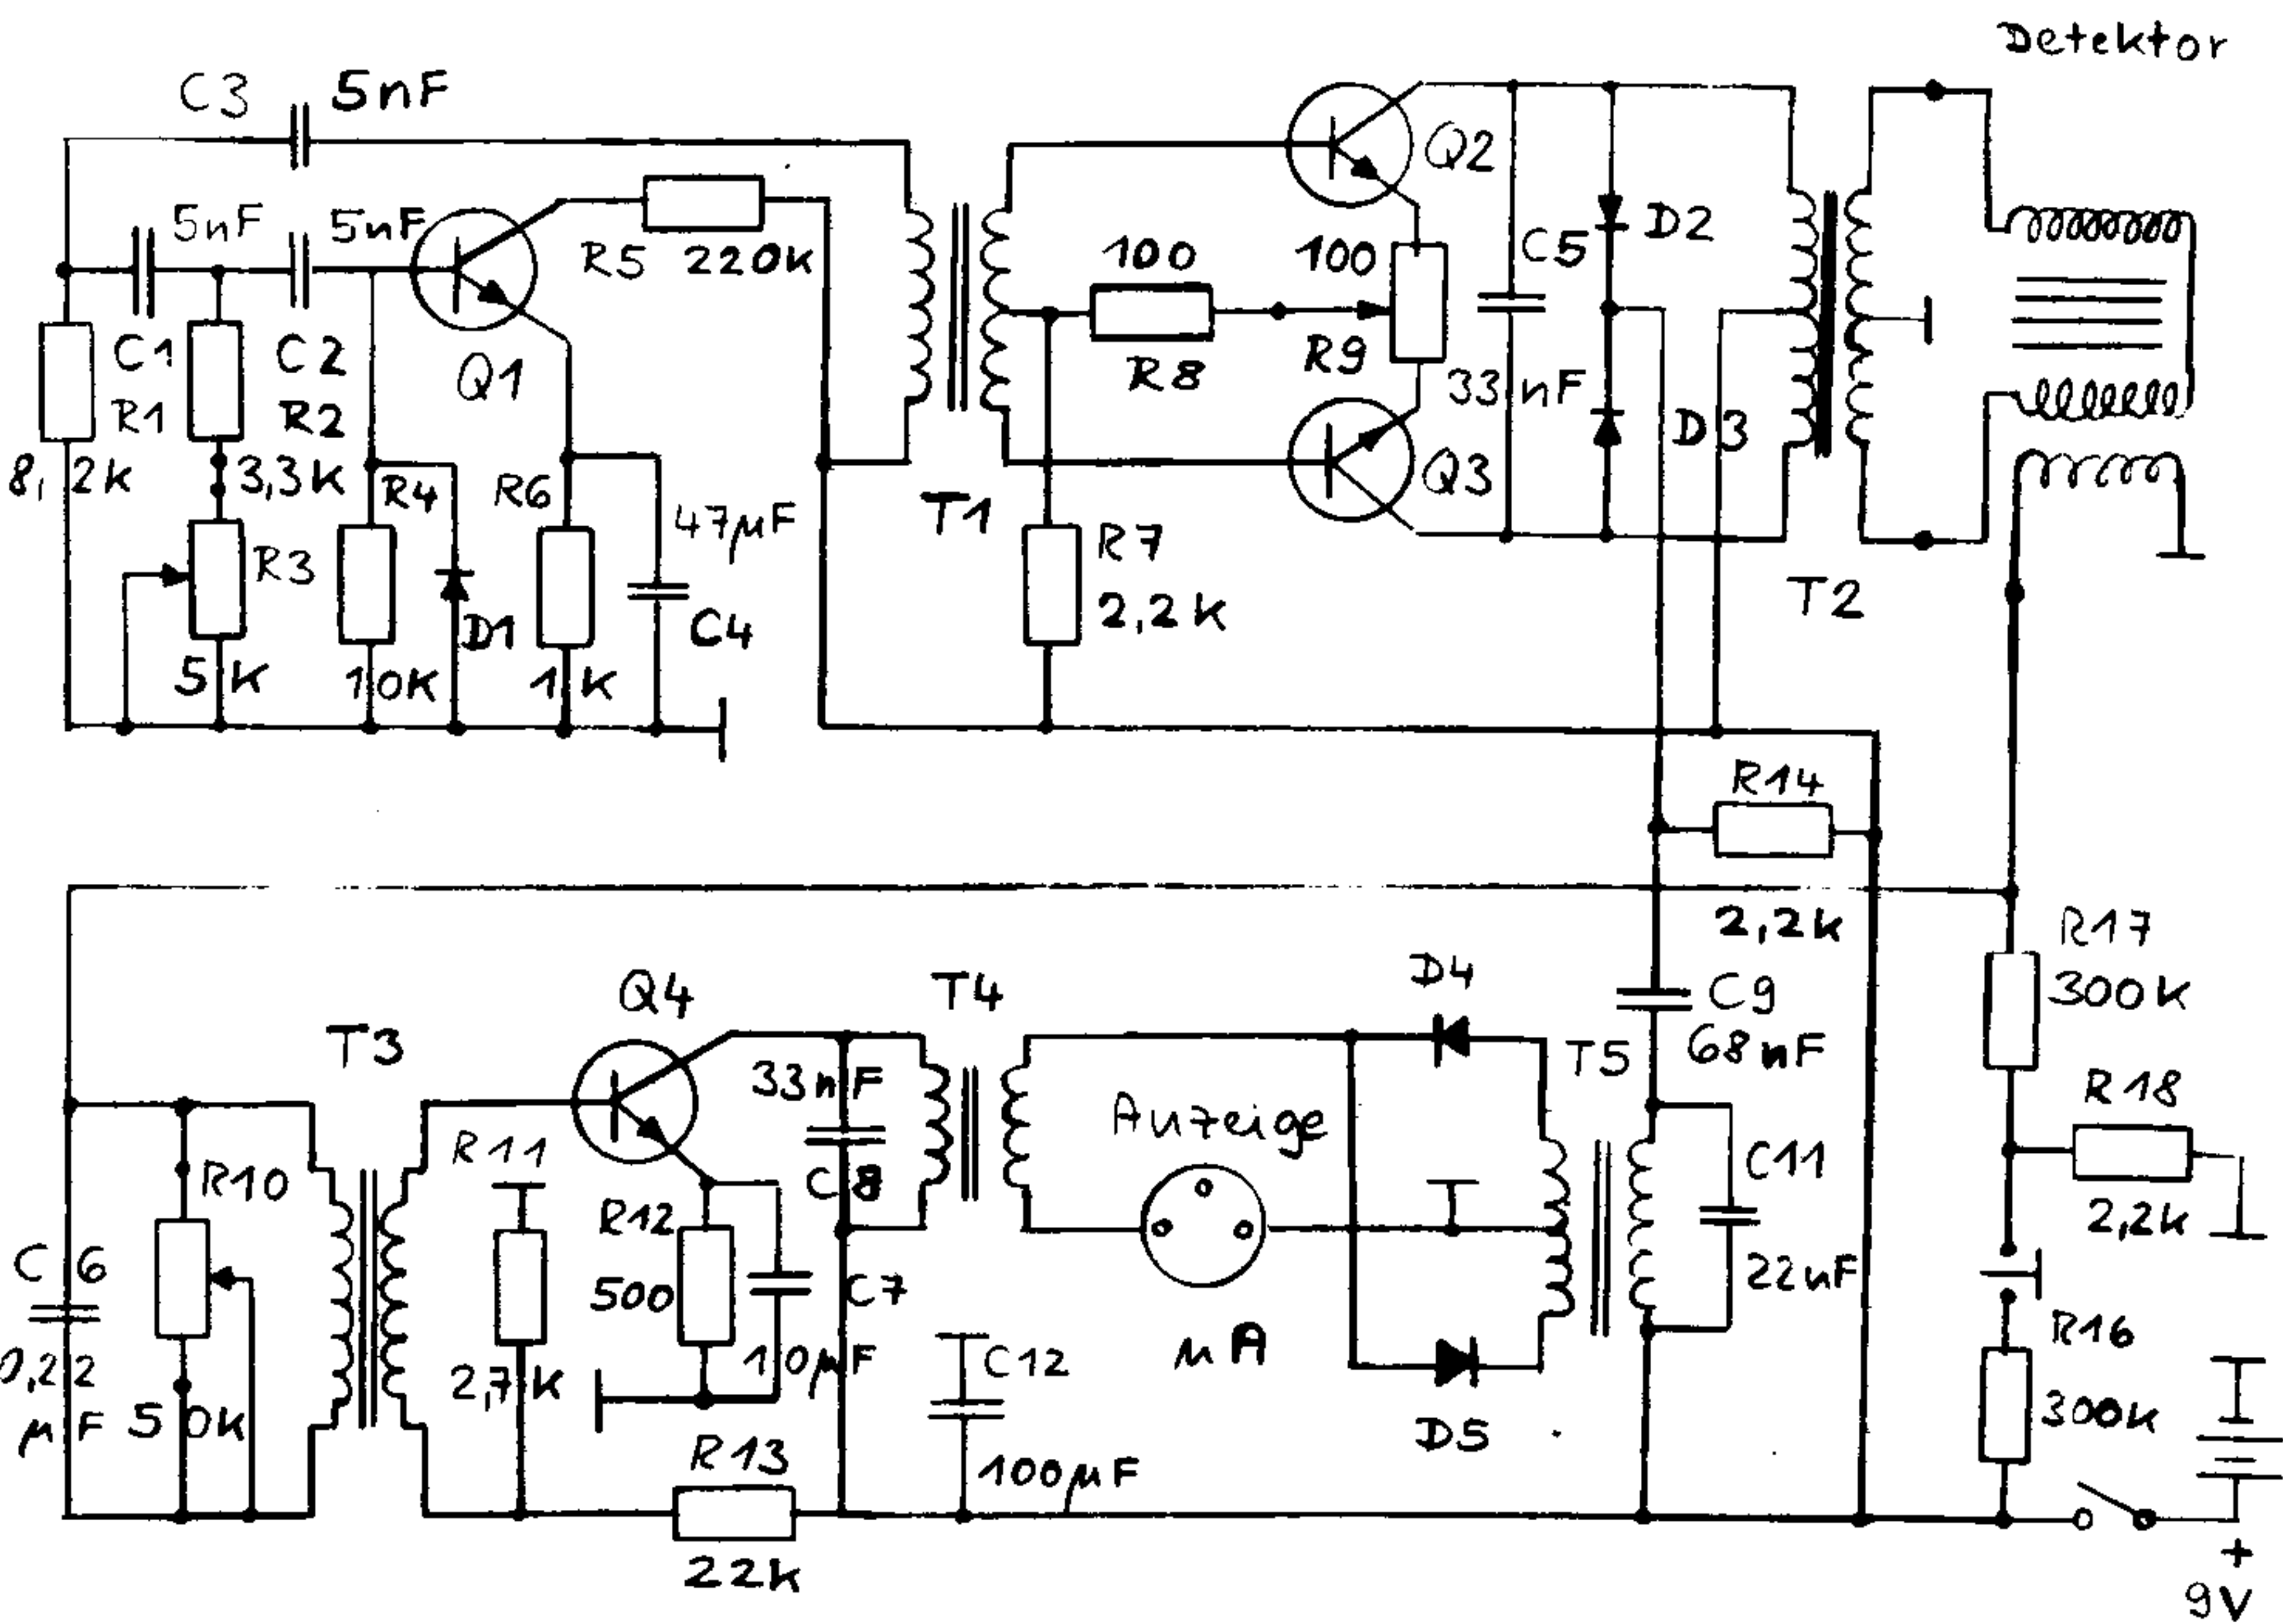 Detektor
C3
5nF
5nF
5nF
C1
C2
R1
8,2k
R2
3,3k
R3
5k
R4
10k
D1
Q1
R5
220k
R6
1k
47µF
C4
T1
100
R8
100
R9
R7
2,2k
Q2
Q3
C5
33nF
D2
D3
T2
R14
2,2k
R17
300k
R18
2,2k
R16
300k
C9
68nF
C11
22nF
T5
D4
D5
Anzeige
µA
T4
Q4
T3
33nF
C8
R11
2,7k
R12
500
C7
10µF
R10
50k
C6
0,22
µF
C12
100µF
R13
22k
+
9V